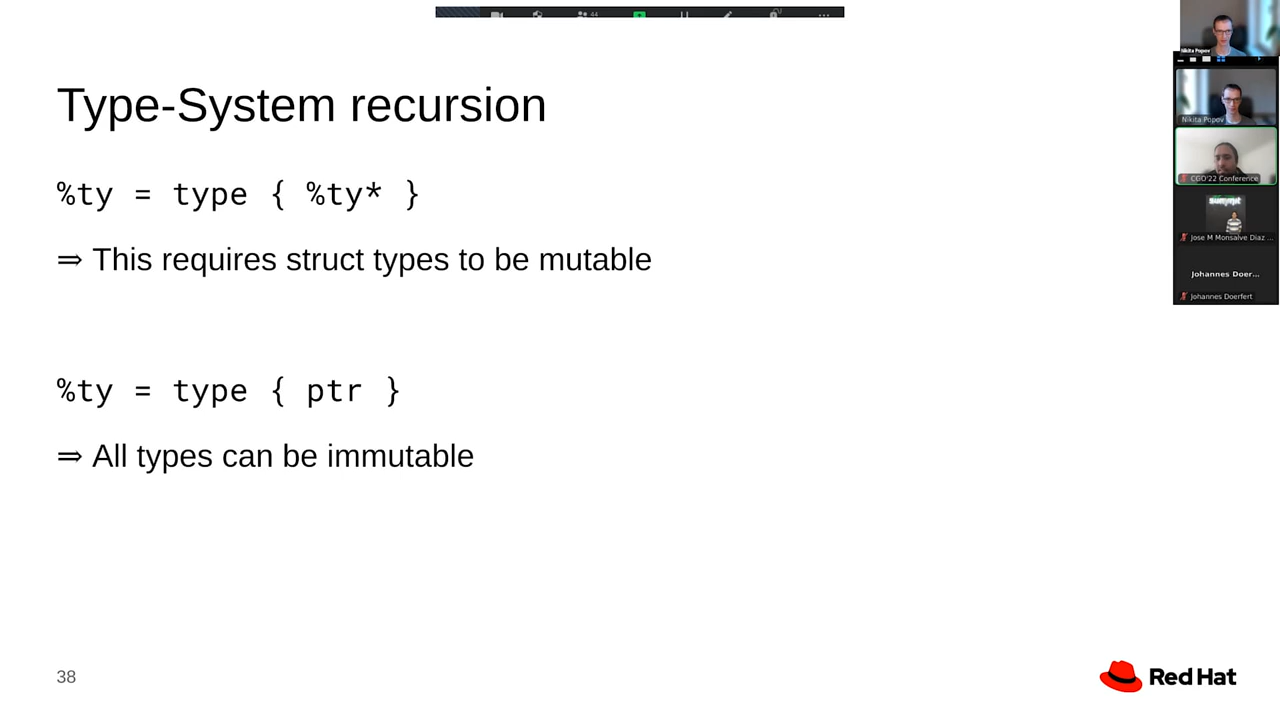 44
Type-System recursion
%ty = type { %ty* }
⇒ This requires struct types to be mutable
%ty = type { ptr }
⇒ All types can be immutable
38
Red Hat
Nikita Popov
Nikita Popov
CGO'22 Conference
summit
Jose M Monsalve Diaz ...
Johannes Doer...
Johannes Doerfert